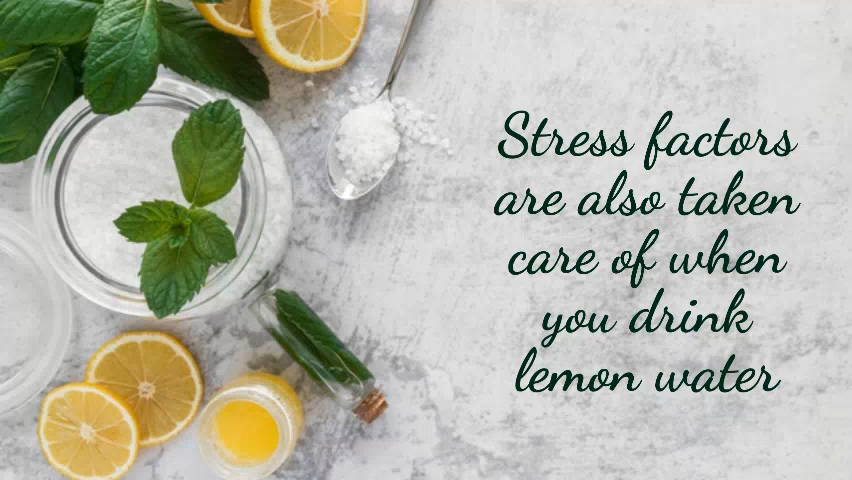 Stress factors
are also taken
care of when
you drink
lemon water